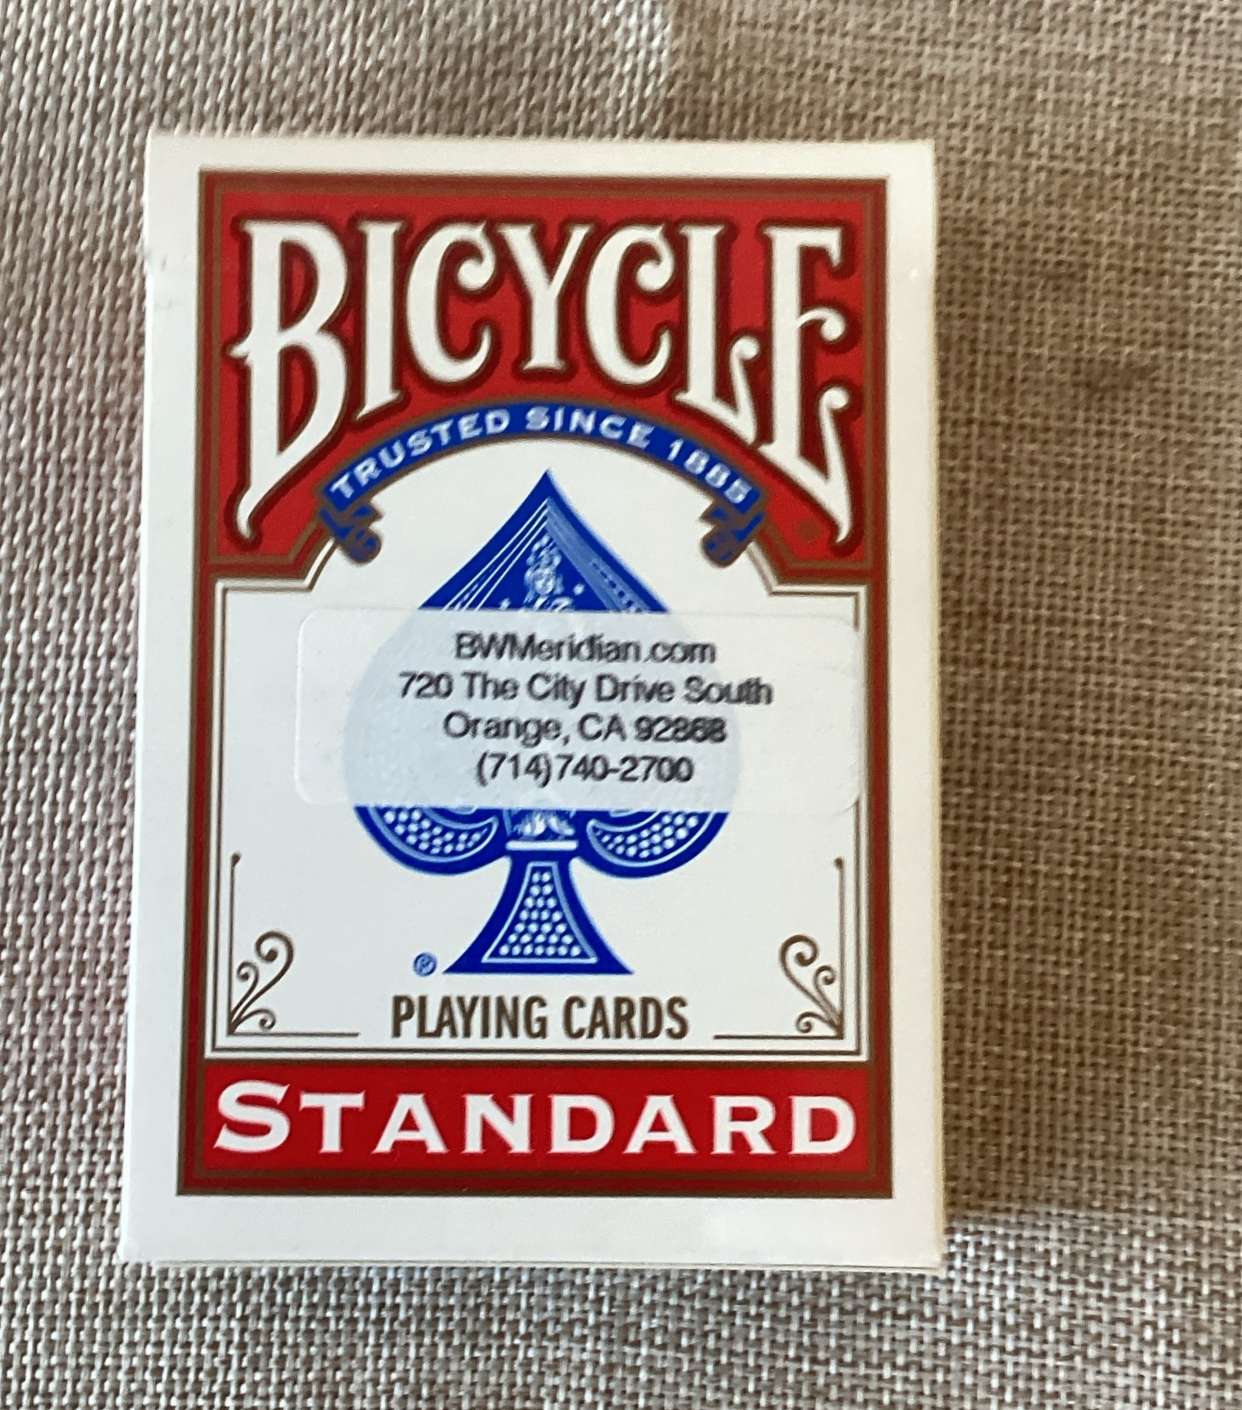 BICYCLE
TRUSTED SINCE 1885
BWMeridian.com
720 The City Drive South
Orange, CA 92868
(714)740-2700
®
PLAYING CARDS
STANDARD